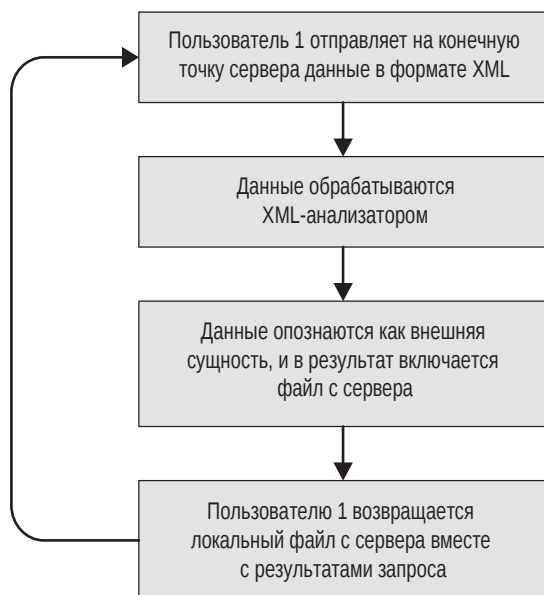 Пользователь 1 отправляет на конечную
точку сервера данные в формате XML
Данные обрабатываются
XML-анализатором
Данные опознаются как внешняя
сущность, и в результат включается
файл с сервера
Пользователю 1 возвращается
локальный файл с сервера вместе
с результатами запроса